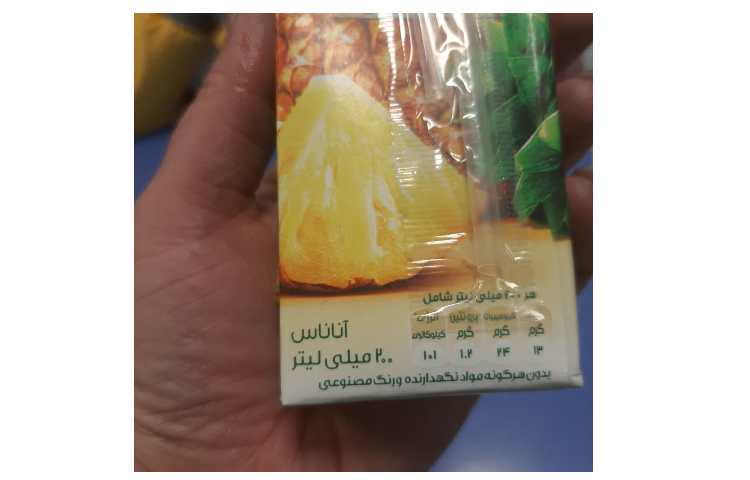 آناناس
۲۰۰ میلی لیتر
هر ۲۰۰ میلی لیتر شامل
انرژی پروتئین کربوهیدرات
کیلوکالری گرم گرم گرم
۱۰۱ ۱.۲ ۲۴ ۱۳
بدون هرگونه مواد نگهدارنده و رنگ مصنوعی